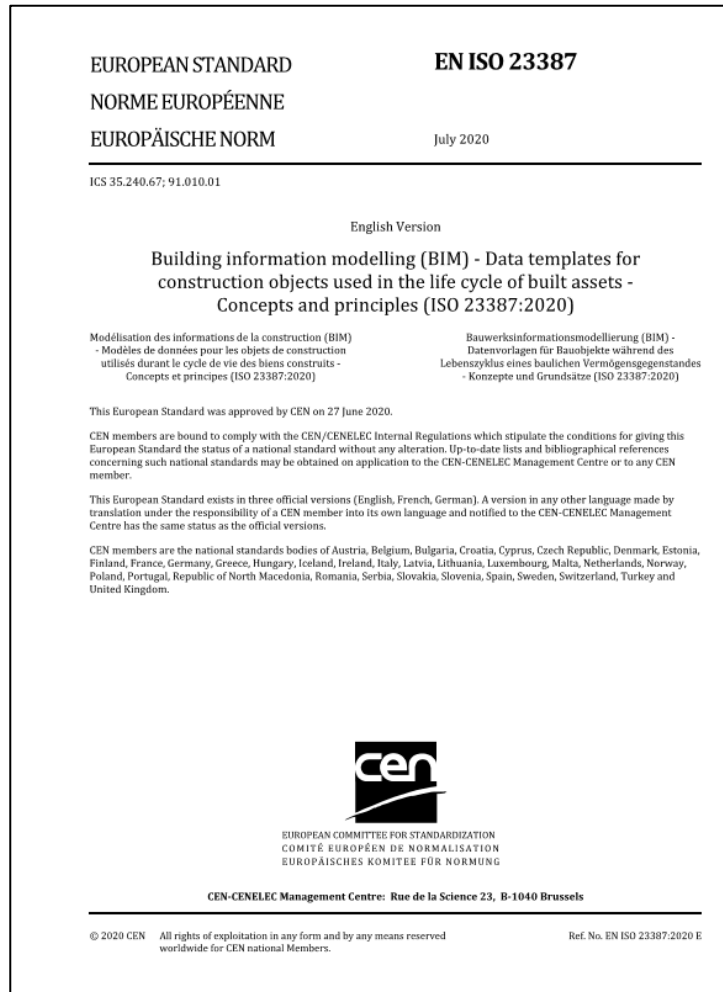 EUROPEAN STANDARD
NORME EUROPÉENNE
EUROPÄISCHE NORM
EN ISO 23387
July 2020
ICS 35.240.67; 91.010.01
English Version
Building information modelling (BIM) - Data templates for
construction objects used in the life cycle of built assets -
Concepts and principles (ISO 23387:2020)
Modélisation des informations de la construction (BIM)
- Modèles de données pour les objets de construction
utilisés durant le cycle de vie des biens construits -
Concepts et principes (ISO 23387:2020)
Bauwerksinformationsmodellierung (BIM) -
Datenvorlagen für Bauobjekte während des
Lebenszyklus eines baulichen Vermögensgegenstandes
- Konzepte und Grundsätze (ISO 23387:2020)
This European Standard was approved by CEN on 27 June 2020.
CEN members are bound to comply with the CEN/CENELEC Internal Regulations which stipulate the conditions for giving this
European Standard the status of a national standard without any alteration. Up-to-date lists and bibliographical references
concerning such national standards may be obtained on application to the CEN-CENELEC Management Centre or to any CEN
member.
This European Standard exists in three official versions (English, French, German). A version in any other language made by
translation under the responsibility of a CEN member into its own language and notified to the CEN-CENELEC Management
Centre has the same status as the official versions.
CEN members are the national standards bodies of Austria, Belgium, Bulgaria, Croatia, Cyprus, Czech Republic, Denmark, Estonia,
Finland, France, Germany, Greece, Hungary, Iceland, Ireland, Italy, Latvia, Lithuania, Luxembourg, Malta, Netherlands, Norway,
Poland, Portugal, Republic of North Macedonia, Romania, Serbia, Slovakia, Slovenia, Spain, Sweden, Switzerland, Turkey and
United Kingdom.
cen
EUROPEAN COMMITTEE FOR STANDARDIZATION
COMITÉ EUROPÉEN DE NORMALISATION
EUROPÄISCHES KOMITEE FÜR NORMUNG
CEN-CENELEC Management Centre: Rue de la Science 23, B-1040 Brussels
© 2020 CEN All rights of exploitation in any form and by any means reserved
worldwide for CEN national Members.
Ref. No. EN ISO 23387:2020 E